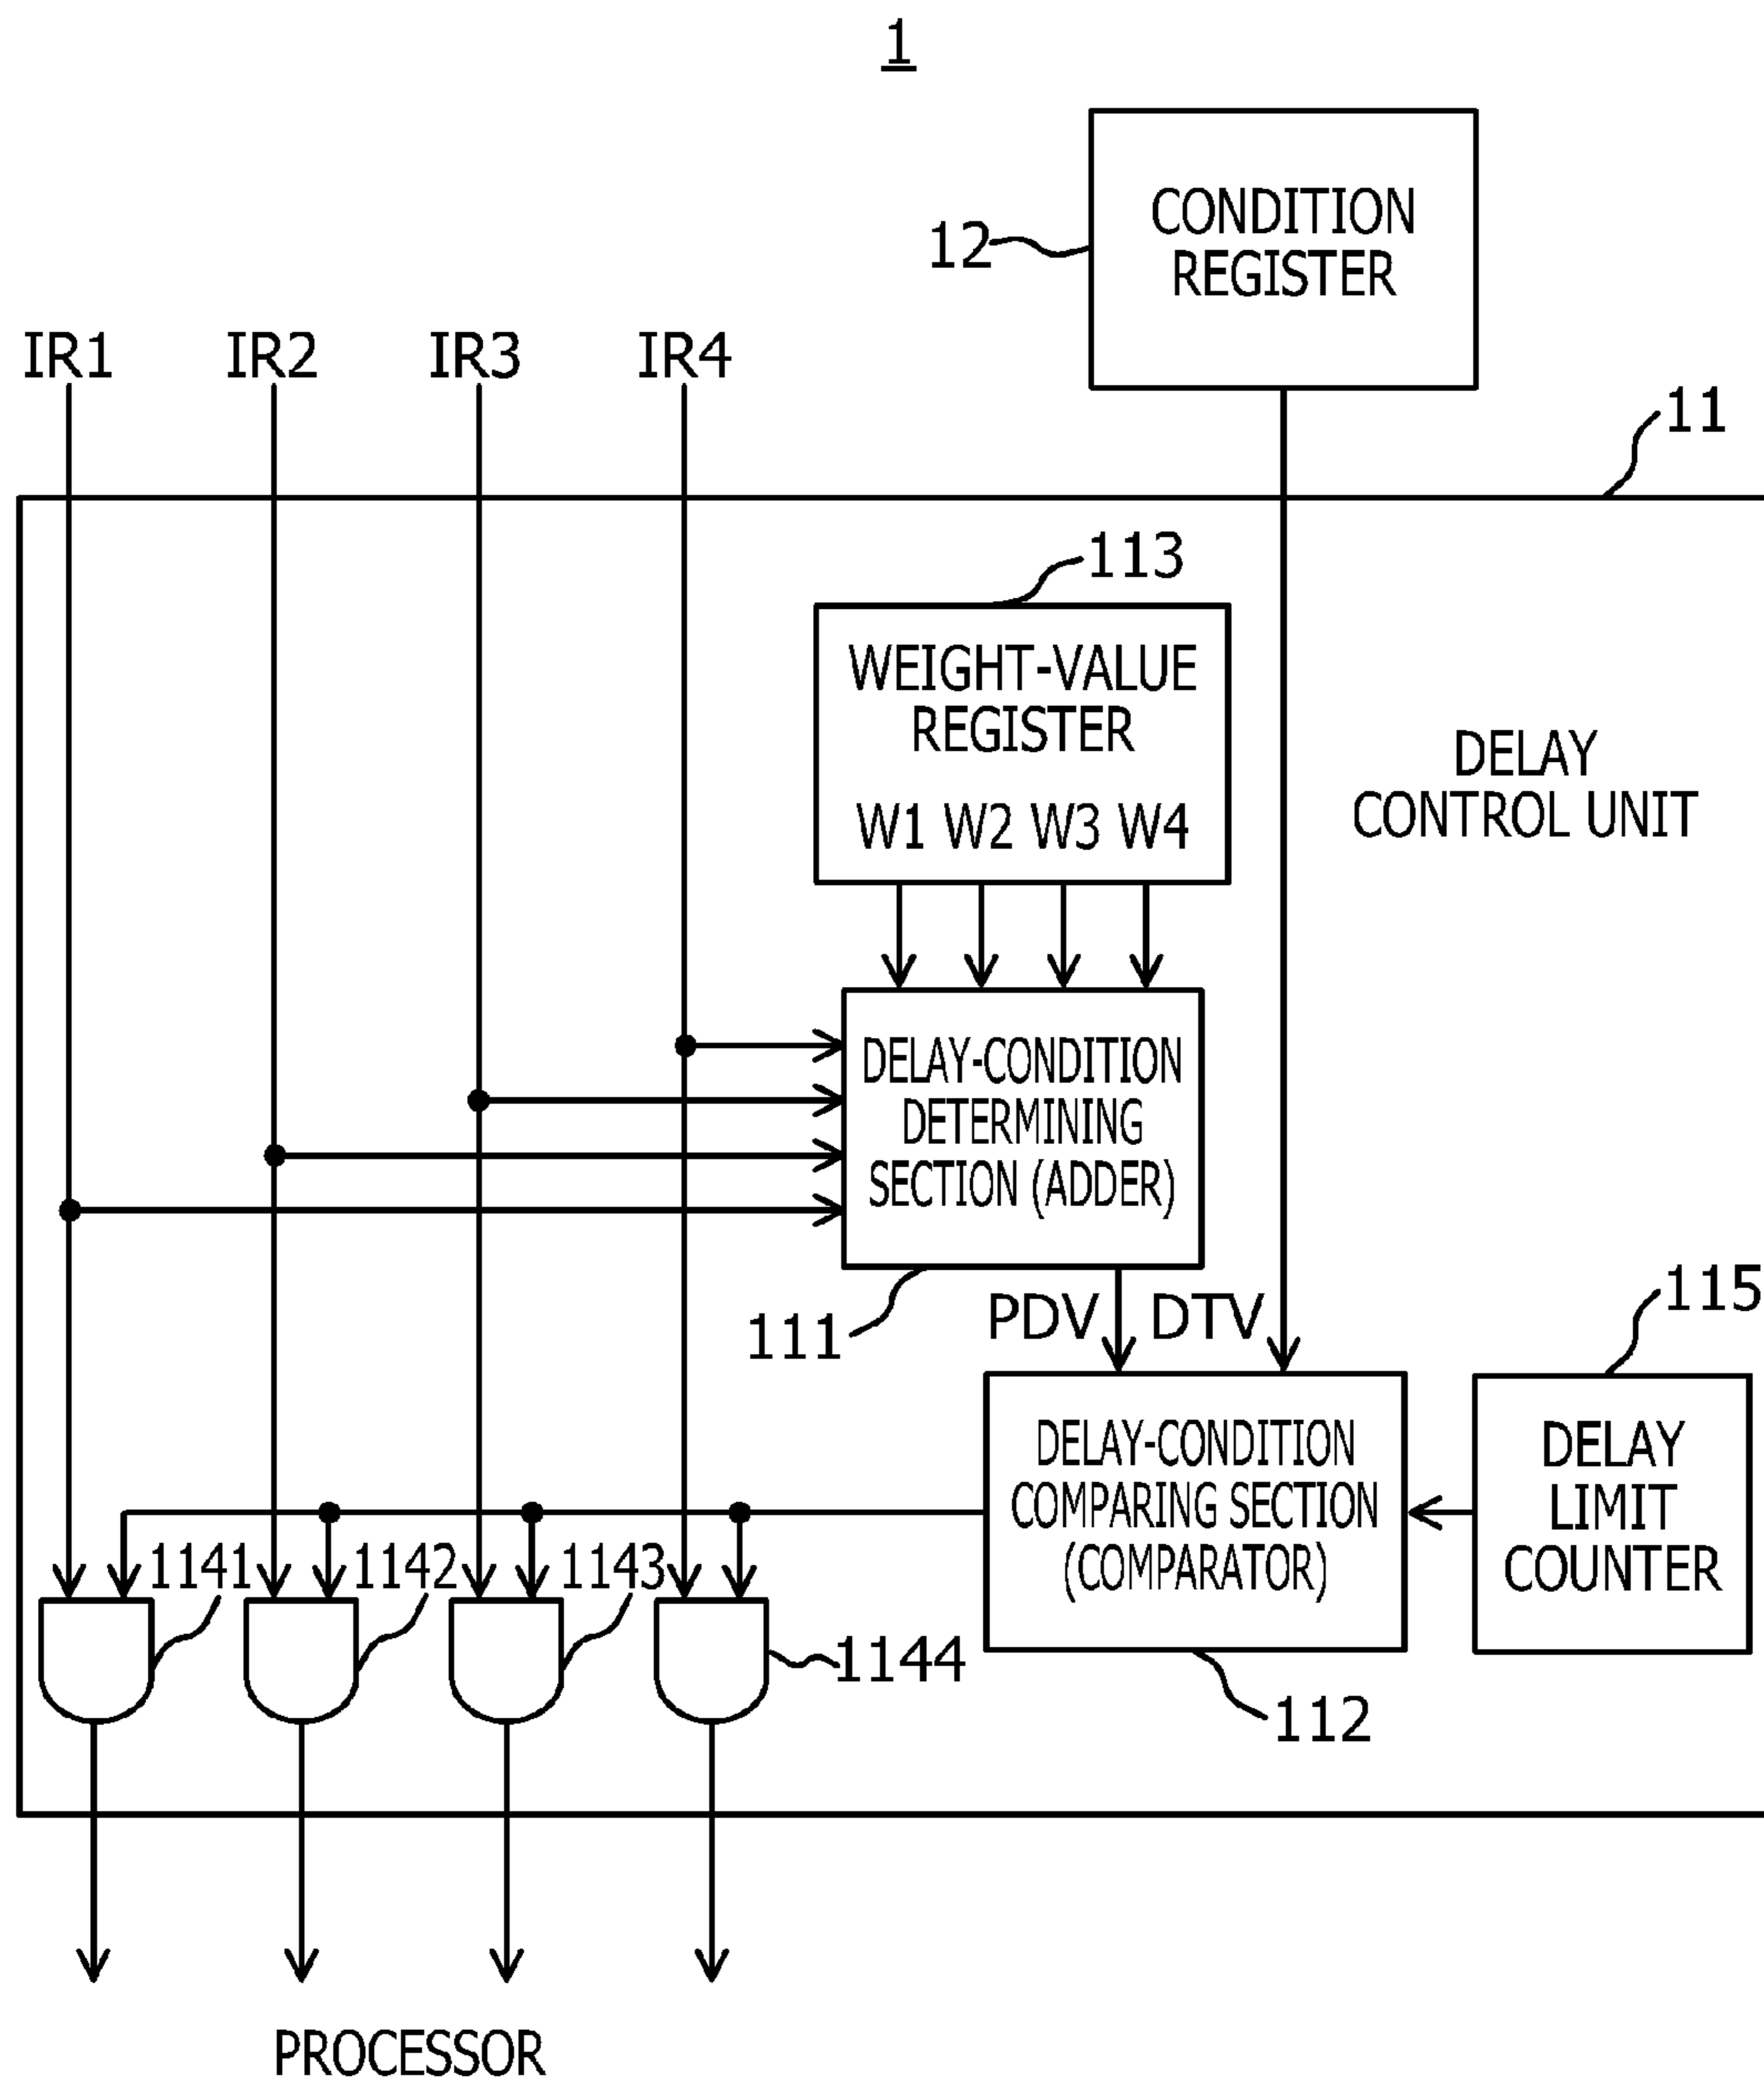 1
CONDITION
REGISTER
12
IR1 IR2 IR3 IR4
11
113
WEIGHT-VALUE
REGISTER
W1 W2 W3 W4
DELAY
CONTROL UNIT
DELAY-CONDITION
DETERMINING
SECTION (ADDER)
111
PDV DTV
115
DELAY-CONDITION
COMPARING SECTION
(COMPARATOR)
DELAY
LIMIT
COUNTER
1141 1142 1143
1144
112
PROCESSOR